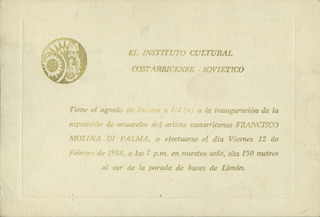 EL INSTITUTO CULTURAL
COSTARRICENSE - SOVIETICO
Tiene el agrado de invitar a Ud.(s) a la inauguración de la
exposición de acuarelas del artista costarricense FRANCISCO
MOLINA DI PALMA, a efectuarse el día Viernes 12 de
Febrero de 1988, a las 7 p.m. en nuestra sede, sita 150 metros
al sur de la parada de buses de Limón.